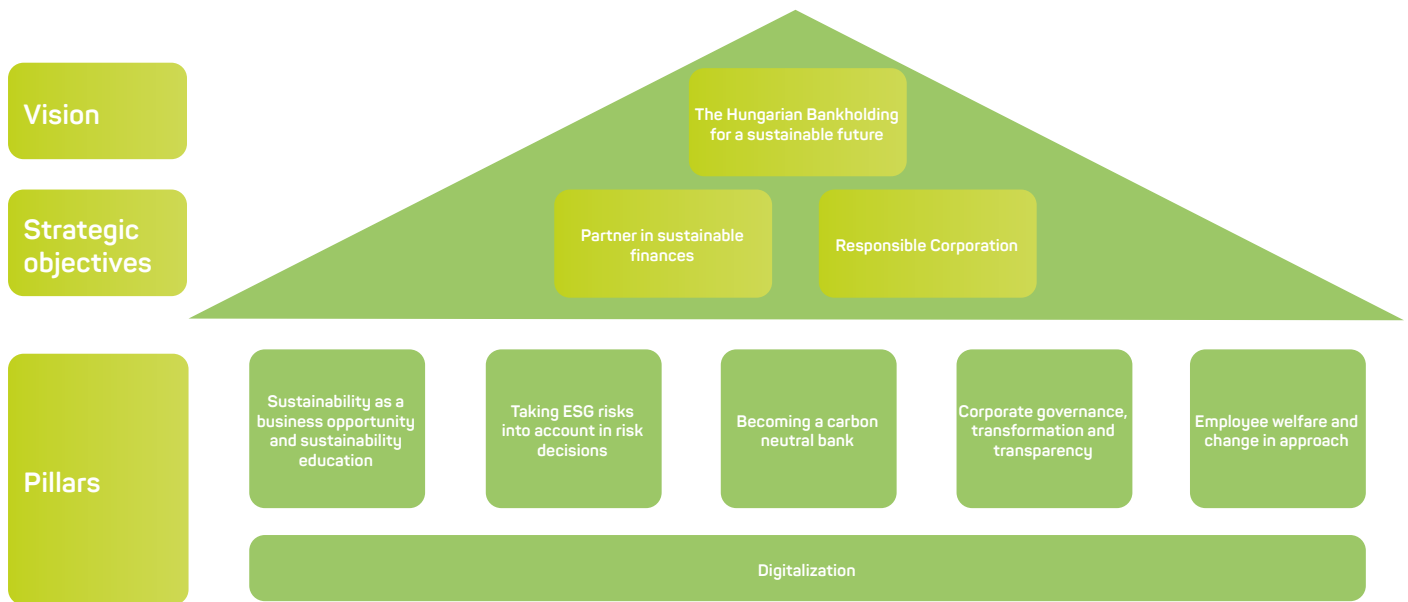 Vision
The Hungarian Bankholding
for a sustainable future
Strategic
objectives
Partner in sustainable
finances
Responsible Corporation
Pillars
Sustainability as a
business opportunity
and sustainability
education
Taking ESG risks
into account in risk
decisions
Becoming a carbon
neutral bank
Corporate governance,
transformation and
transparency
Employee welfare and
change in approach
Digitalization